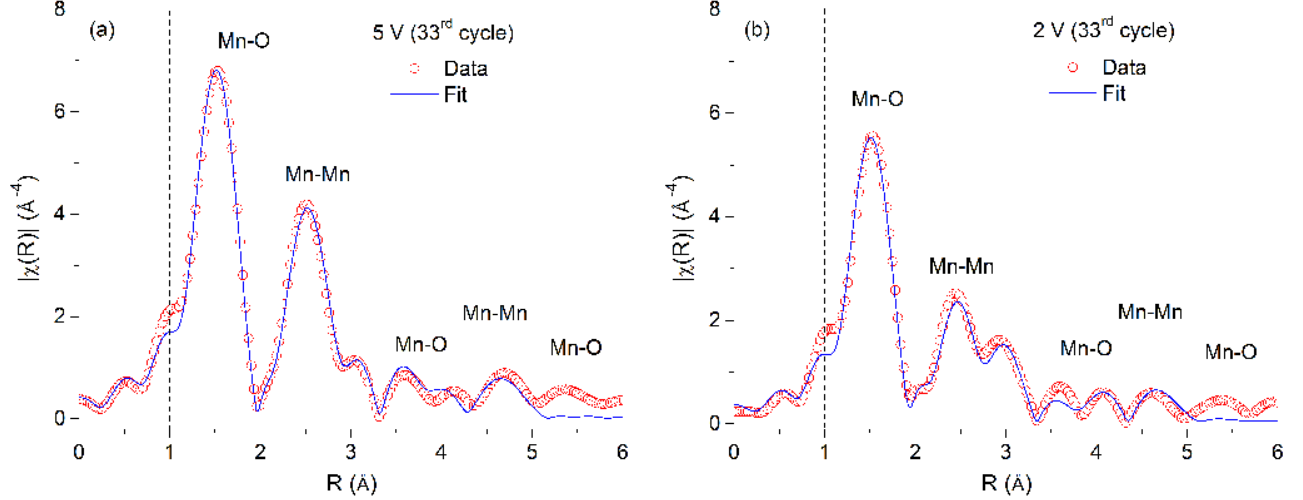 (a)
5 V (33rd cycle)
Data
Fit
Mn-O
Mn-Mn
Mn-O
Mn-Mn
Mn-O
8
6
4
2
0
|χ(R)| (Å⁻⁴)
0 1 2 3 4 5 6
R (Å)
(b)
2 V (33rd cycle)
Data
Fit
Mn-O
Mn-Mn
Mn-O
Mn-Mn
Mn-O
8
6
4
2
0
|χ(R)| (Å⁻⁴)
0 1 2 3 4 5 6
R (Å)